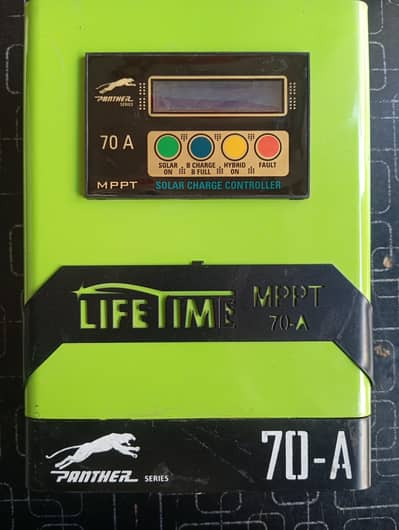 PANTHER
SERIES
70 A
SOLAR ON
B CHARGE B FULL
HYBRID ON
FAULT
MPPT SOLAR CHARGE CONTROLLER
LIFETIME MPPT
70-A
PANTHER SERIES 70-A